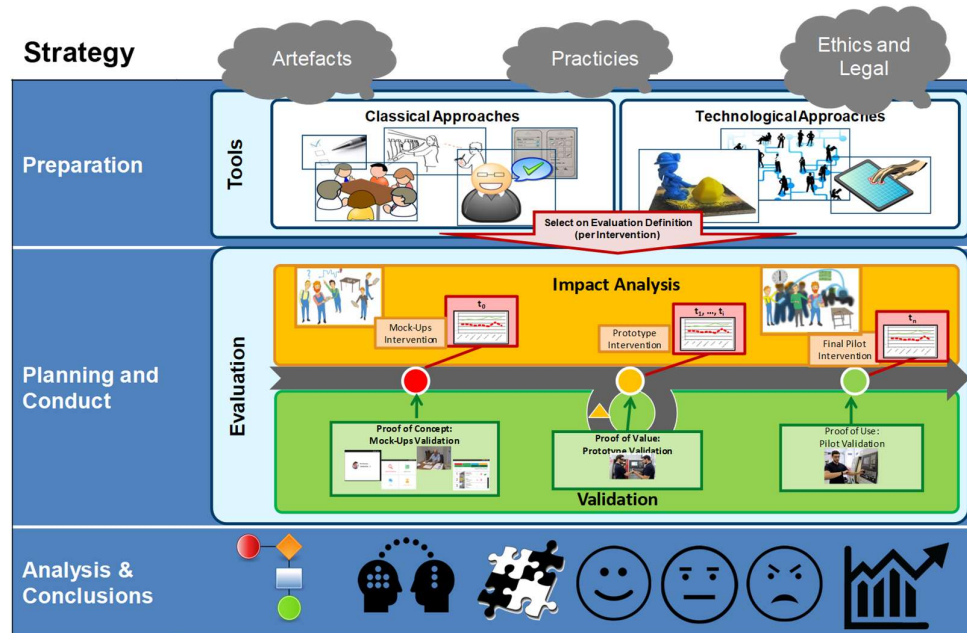 Strategy
Artefacts
Practicies
Ethics and
Legal
Preparation
Tools
Classical Approaches
Technological Approaches
Select on Evaluation Definition
(per Intervention)
Planning and
Conduct
Evaluation
Impact Analysis
Mock-Ups
Intervention
t0
Prototype
Intervention
t1, ..., ti
Final Pilot
Intervention
tn
Proof of Concept:
Mock-Ups Validation
Proof of Value:
Prototype Validation
Proof of Use:
Pilot Validation
Validation
Analysis &
Conclusions